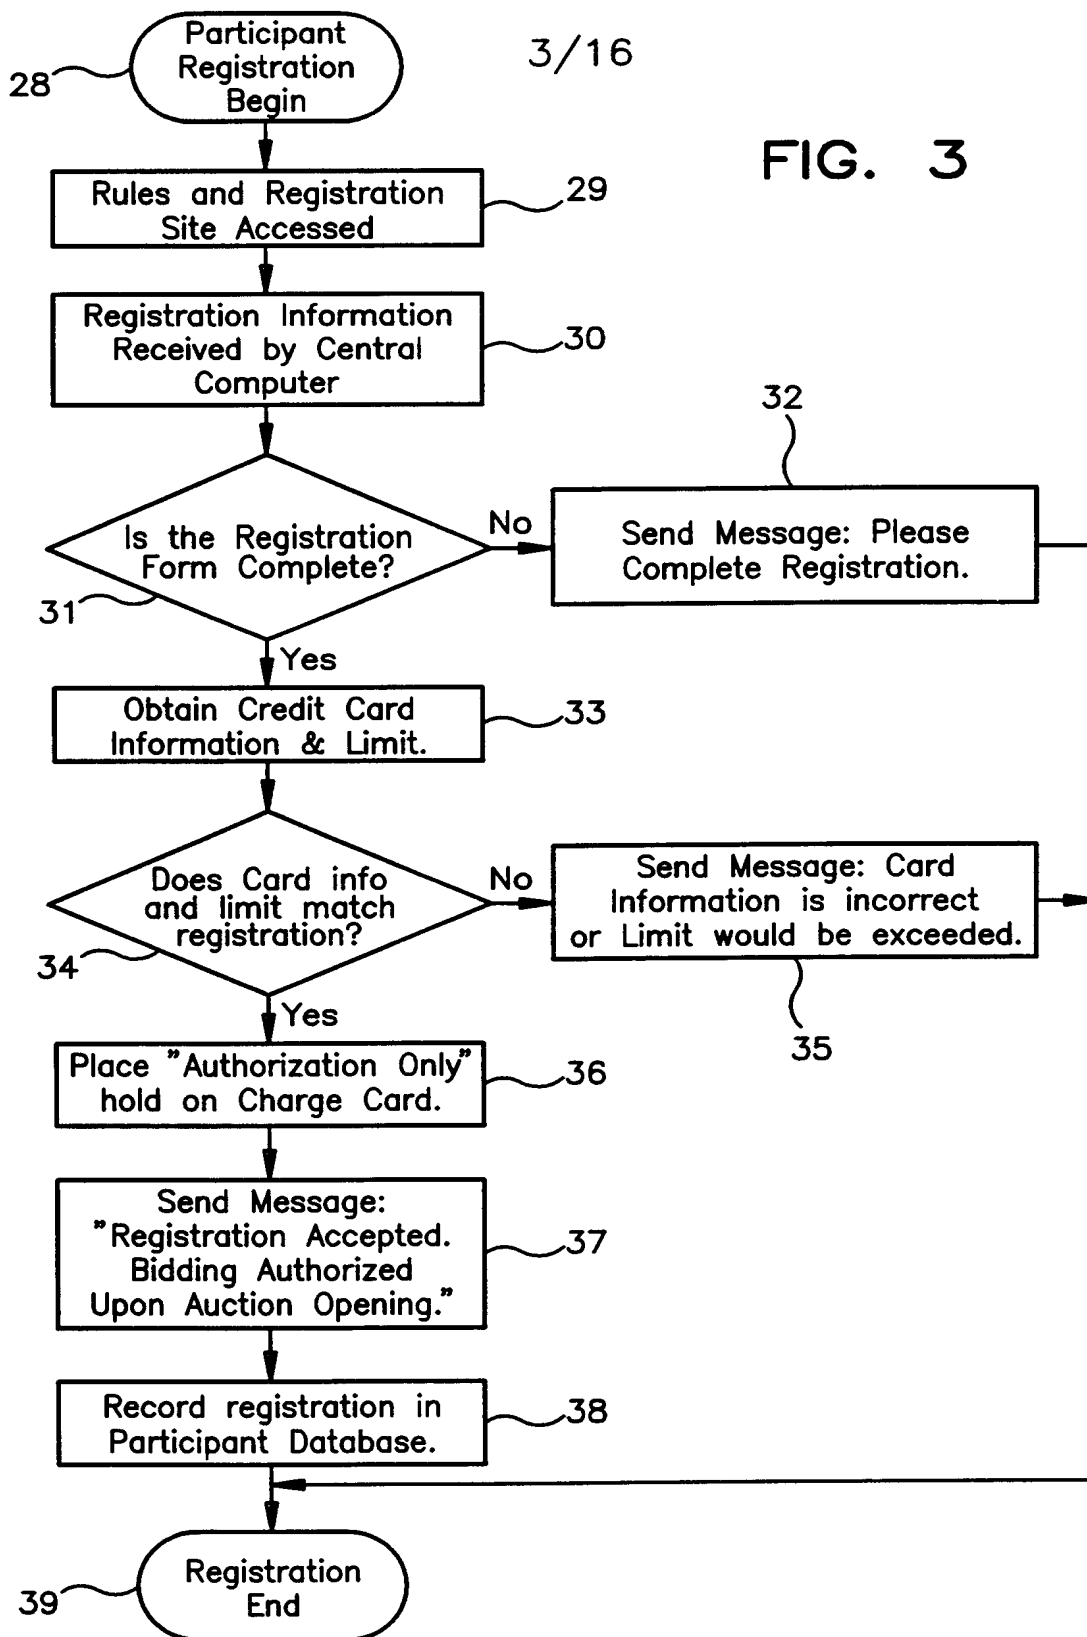 Participant
Registration
Begin
28
3/16
FIG. 3
Rules and Registration
Site Accessed
29
Registration Information
Received by Central
Computer
30
32
Is the Registration
Form Complete?
31
No
Send Message: Please
Complete Registration.
Yes
Obtain Credit Card
Information & Limit.
33
Does Card info
and limit match
registration?
34
No
Send Message: Card
Information is incorrect
or Limit would be exceeded.
35
Yes
Place "Authorization Only"
hold on Charge Card.
36
Send Message:
"Registration Accepted.
Bidding Authorized
Upon Auction Opening."
37
Record registration in
Participant Database.
38
Registration
End
39